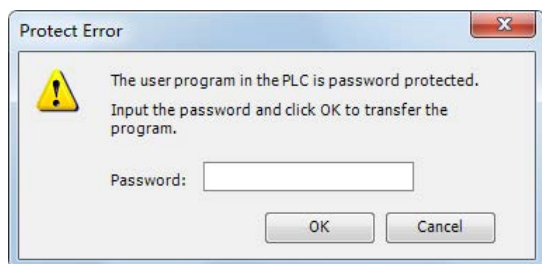 Protect Error
The user program in the PLC is password protected.
Input the password and click OK to transfer the
program.
Password:
OK Cancel